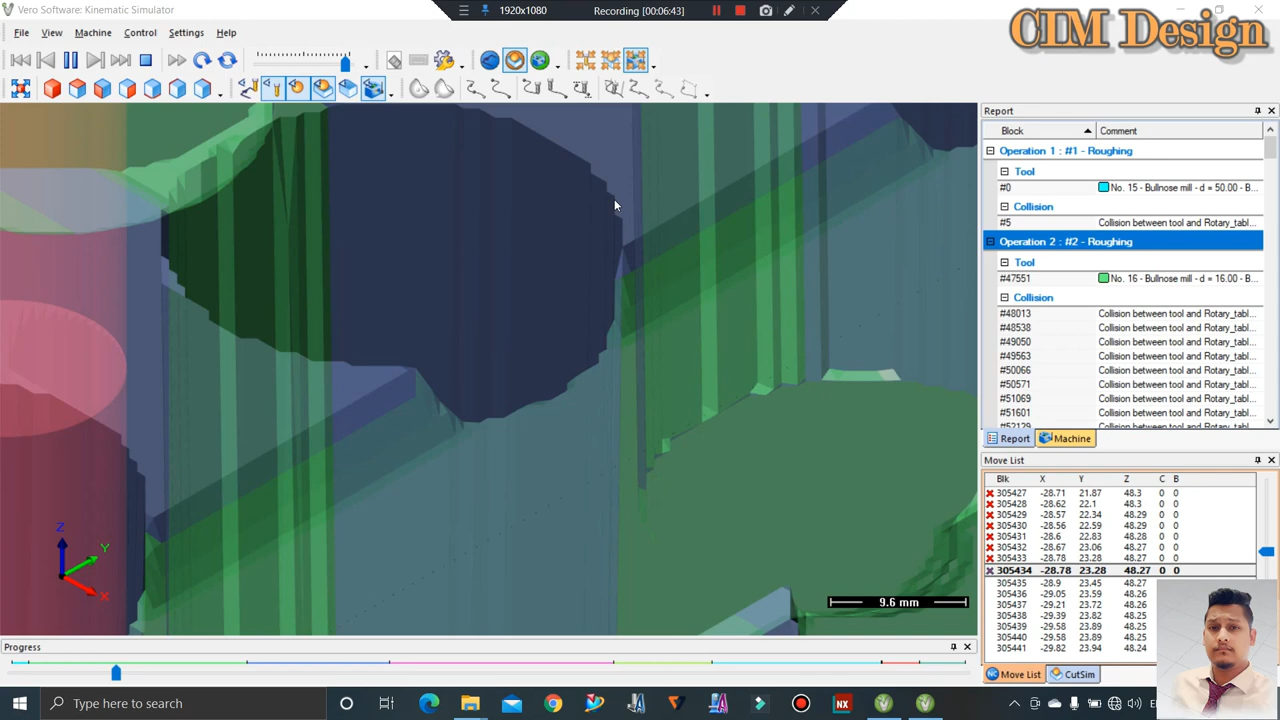 Vero Software: Kinematic Simulator
1920x1080
Recording [00:06:43]
CIM Design
File View Machine Control Settings Help
Report
Block Comment
Operation 1 : #1 - Roughing
Tool
#0 No. 15 - Bullnose mill - d = 50.00 - B...
Collision
#5 Collision between tool and Rotary_tabl...
Operation 2 : #2 - Roughing
Tool
#47551 No. 16 - Bullnose mill - d = 16.00 - B...
Collision
#48013 Collision between tool and Rotary_tabl...
#48538 Collision between tool and Rotary_tabl...
#49050 Collision between tool and Rotary_tabl...
#49563 Collision between tool and Rotary_tabl...
#50066 Collision between tool and Rotary_tabl...
#50571 Collision between tool and Rotary_tabl...
#51069 Collision between tool and Rotary_tabl...
#51601 Collision between tool and Rotary_tabl...
#52129 Collision between tool and Rotary_tabl...
Report Machine
Move List
Blk X Y Z C B
305427 -28.71 21.87 48.3 0 0
305428 -28.62 22.1 48.3 0 0
305429 -28.57 22.34 48.29 0 0
305430 -28.56 22.59 48.29 0 0
305431 -28.6 22.83 48.28 0 0
305432 -28.67 23.06 48.27 0 0
305433 -28.78 23.28 48.27 0 0
305434 -28.78 23.28 48.27 0 0
305435 -28.9 23.45 48.27 0 0
305436 -29.05 23.59 48.26
305437 -29.21 23.72 48.26
305438 -29.39 23.82 48.25
305439 -29.58 23.89 48.25
305440 -29.58 23.89 48.25
305441 -29.82 23.94 48.24
Move List CutSim
Z
Y
X
9.6 mm
Progress
Type here to search
NX